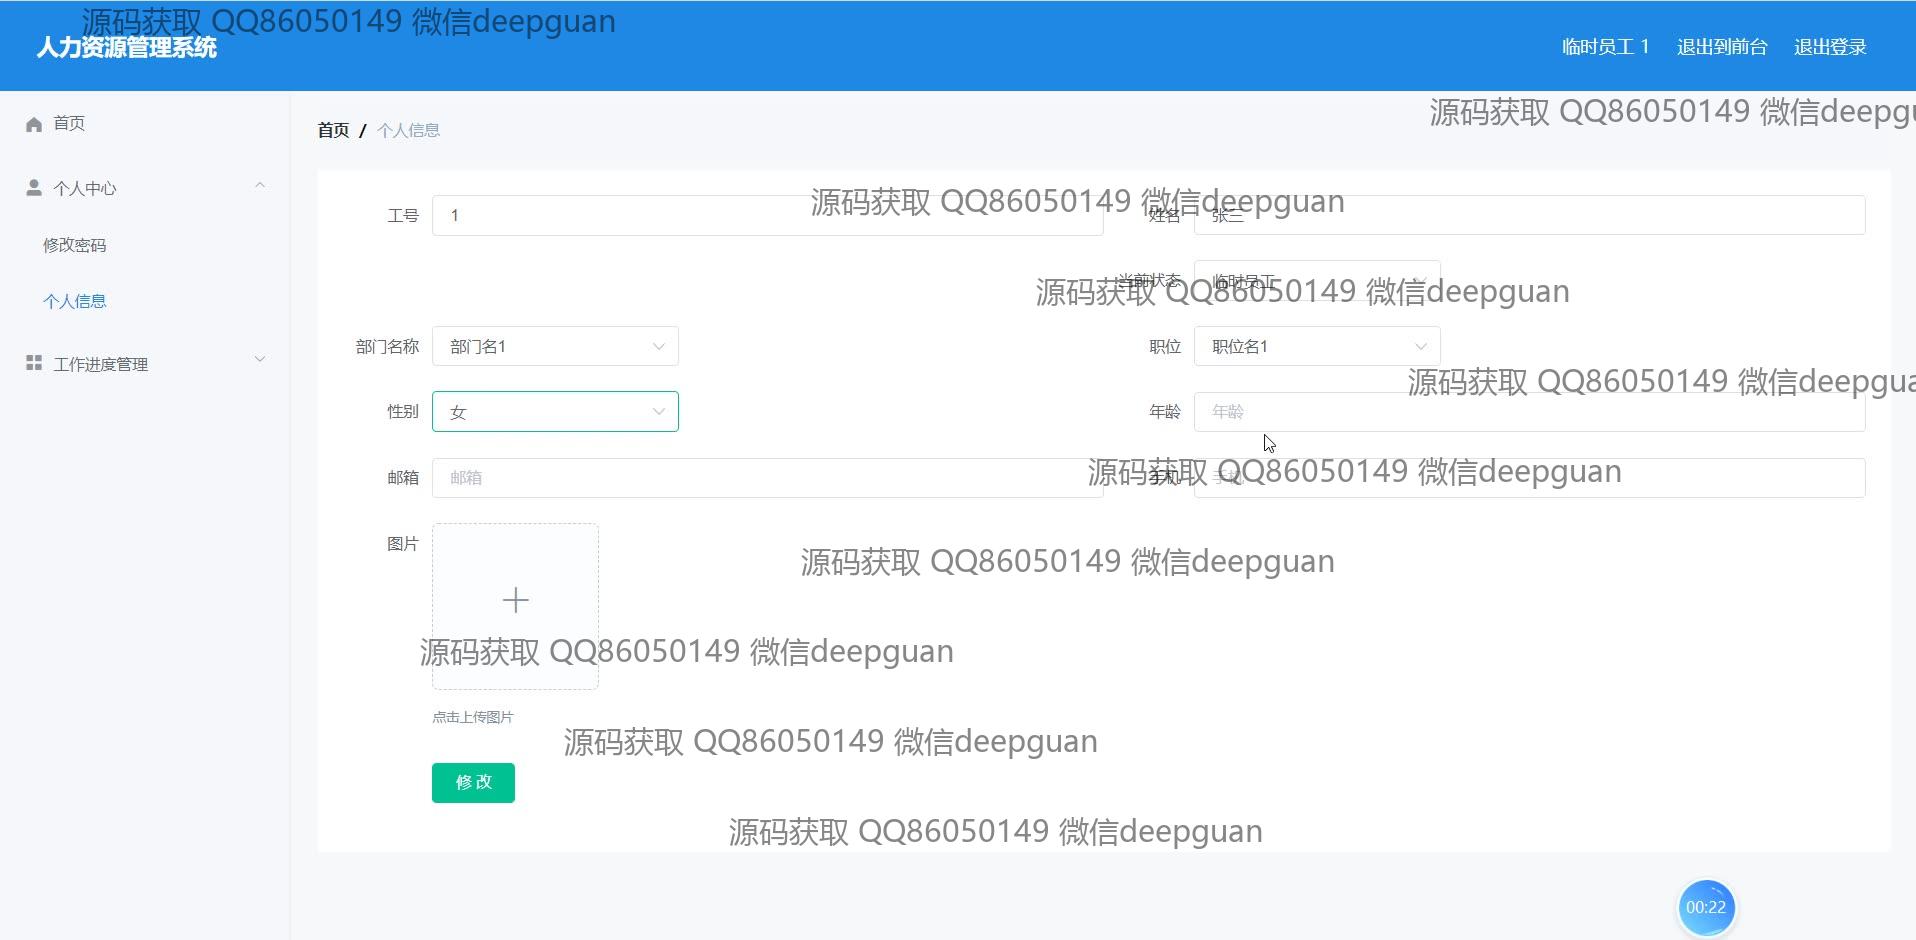 源码获取 QQ86050149 微信deepguan
人力资源管理系统
临时员工 1 退出到前台 退出登录
源码获取 QQ86050149 微信deepgu
首页
首页 / 个人信息
个人中心
源码获取 QQ86050149 微信deepguan
工号 1 姓名 张三
修改密码
当前状态 临时员工
源码获取 QQ86050149 微信deepguan
个人信息
部门名称 部门名1 职位 职位名1
工作进度管理
源码获取 QQ86050149 微信deepgua
性别 女 年龄 年龄
源码获取 QQ86050149 微信deepguan
邮箱 邮箱 手机 手机
图片
源码获取 QQ86050149 微信deepguan
源码获取 QQ86050149 微信deepguan
点击上传图片
源码获取 QQ86050149 微信deepguan
修改
源码获取 QQ86050149 微信deepguan
00:22